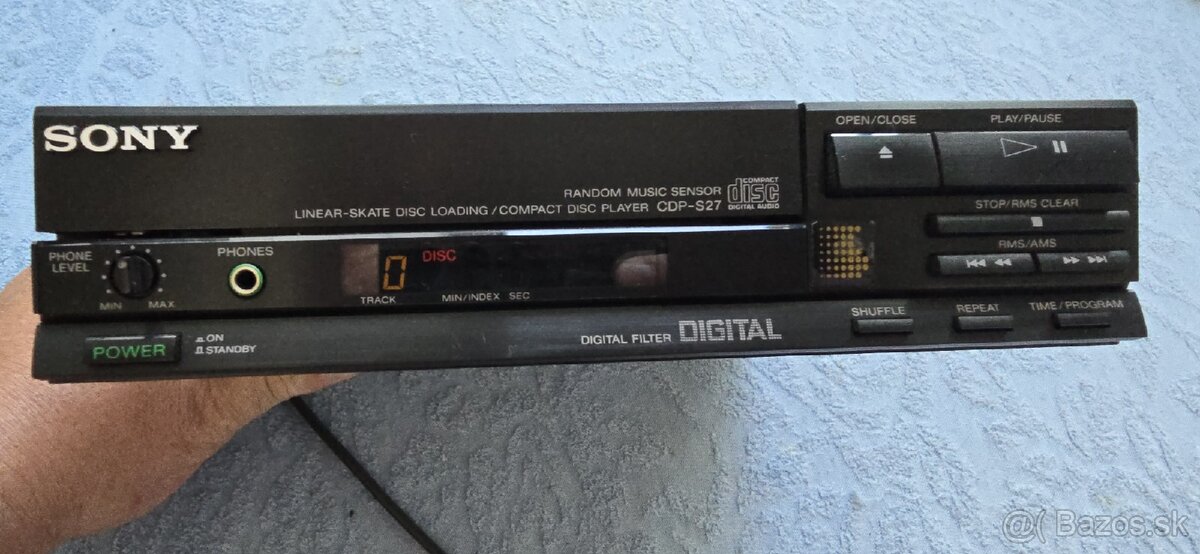 SONY
RANDOM MUSIC SENSOR
LINEAR-SKATE DISC LOADING/COMPACT DISC PLAYER CDP-S27
COMPACT
disc
DIGITAL AUDIO
OPEN/CLOSE
PLAY/PAUSE
STOP/RMS CLEAR
RMS/AMS
PHONE
LEVEL
MIN MAX
PHONES
0 DISC
TRACK MIN/INDEX SEC
POWER
ON
STANDBY
DIGITAL FILTER DIGITAL
SHUFFLE
REPEAT
TIME/PROGRAM
@( Bazos.sk